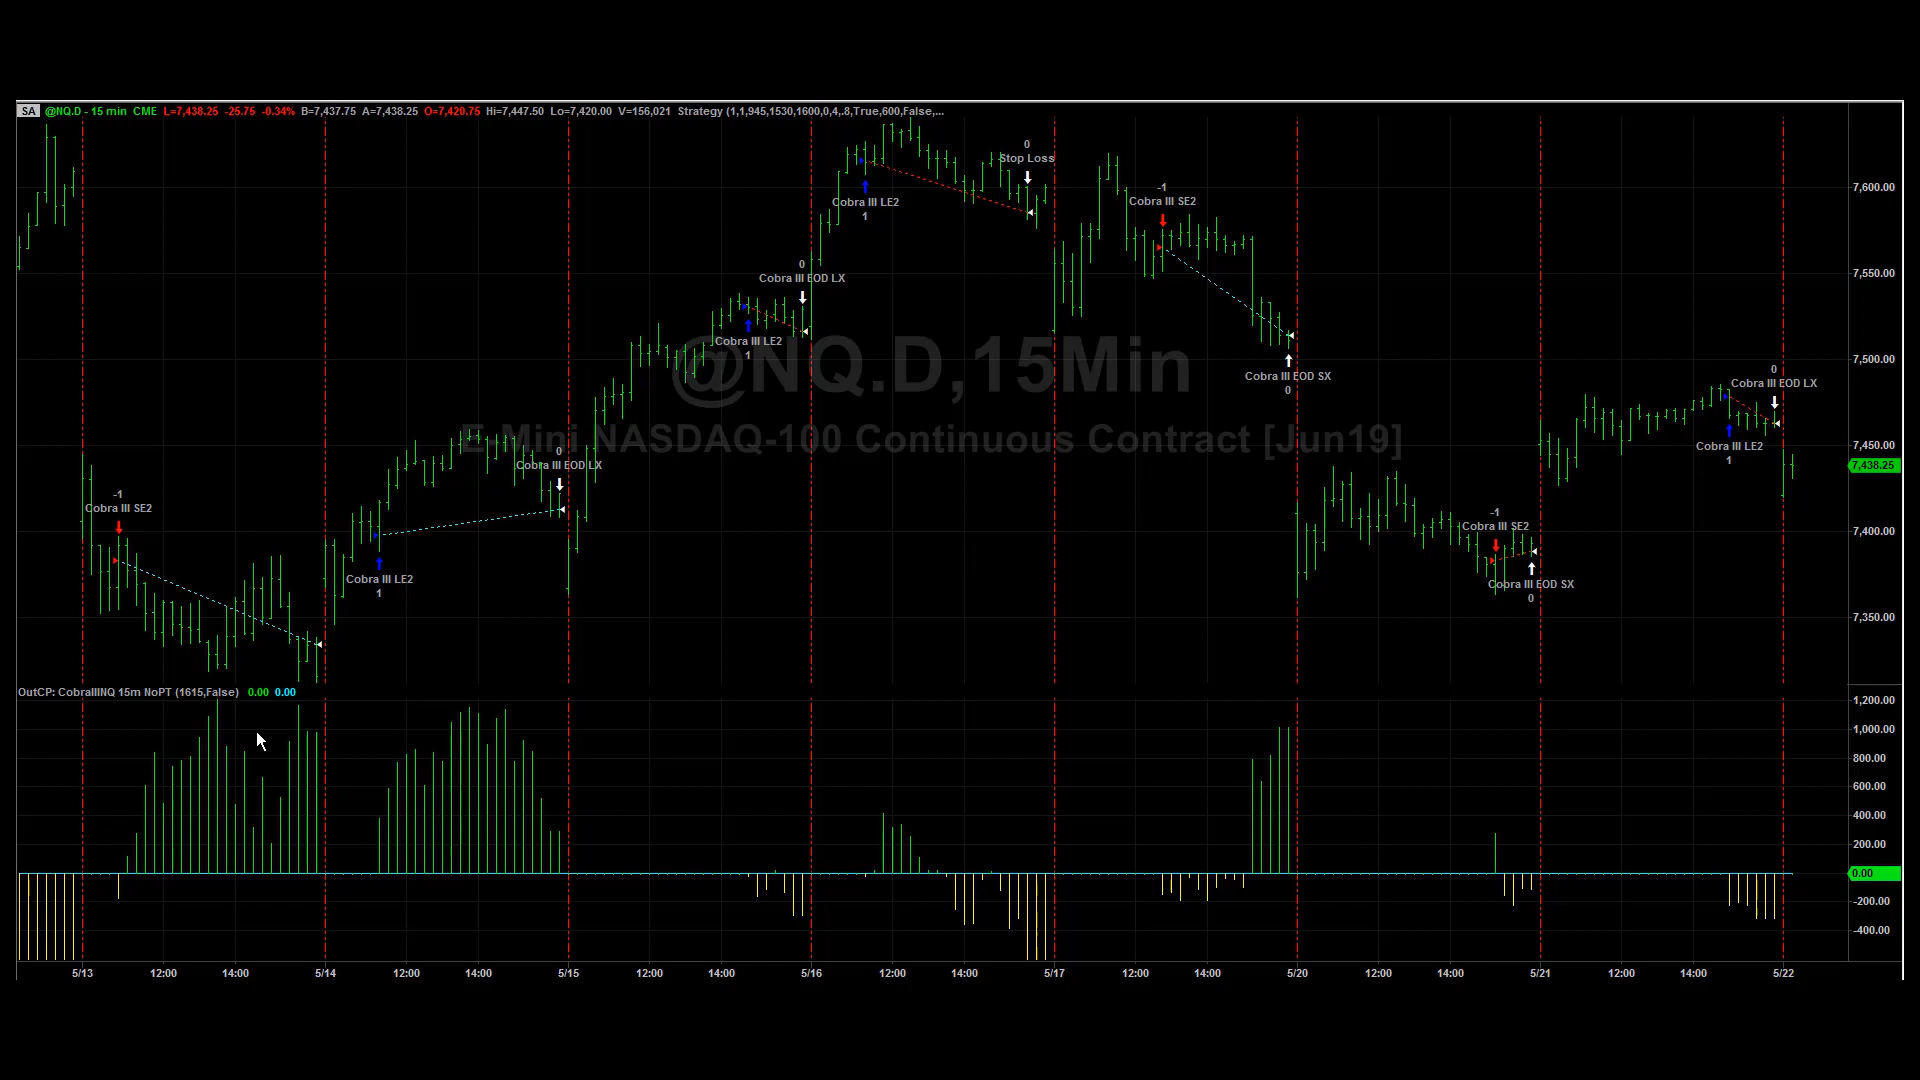 SA @NQ.D - 15 min CME L=7,438.25 -25.75 -0.34% B=7,437.75 A=7,438.25 O=7,420.75 Hi=7,447.50 Lo=7,420.00 V=156,021 Strategy (1,1,945,1530,1600,0,4,.8,True,600,False,...
0
Stop Loss
-1
Cobra III SE2
7,600.00
Cobra III LE2
1
0
Cobra III EOD LX
7,550.00
Cobra III LE2
1
7,500.00
@NQ.D,15Min
Cobra III EOD SX
0
0
Cobra III EOD LX
E-Mini NASDAQ-100 Continuous Contract [Jun19]
7,450.00
Cobra III LE2
1
0
Cobra III EOD LX
7,438.25
-1
Cobra III SE2
-1
Cobra III SE2
7,400.00
Cobra III LE2
1
Cobra III EOD SX
0
7,350.00
OutCP: CobraIIINQ 15m NoPT (1615,False) 0.00 0.00
1,200.00
1,000.00
800.00
600.00
400.00
200.00
0.00
-200.00
-400.00
5/13 12:00 14:00 5/14 12:00 14:00 5/15 12:00 14:00 5/16 12:00 14:00 5/17 12:00 14:00 5/20 12:00 14:00 5/21 12:00 14:00 5/22